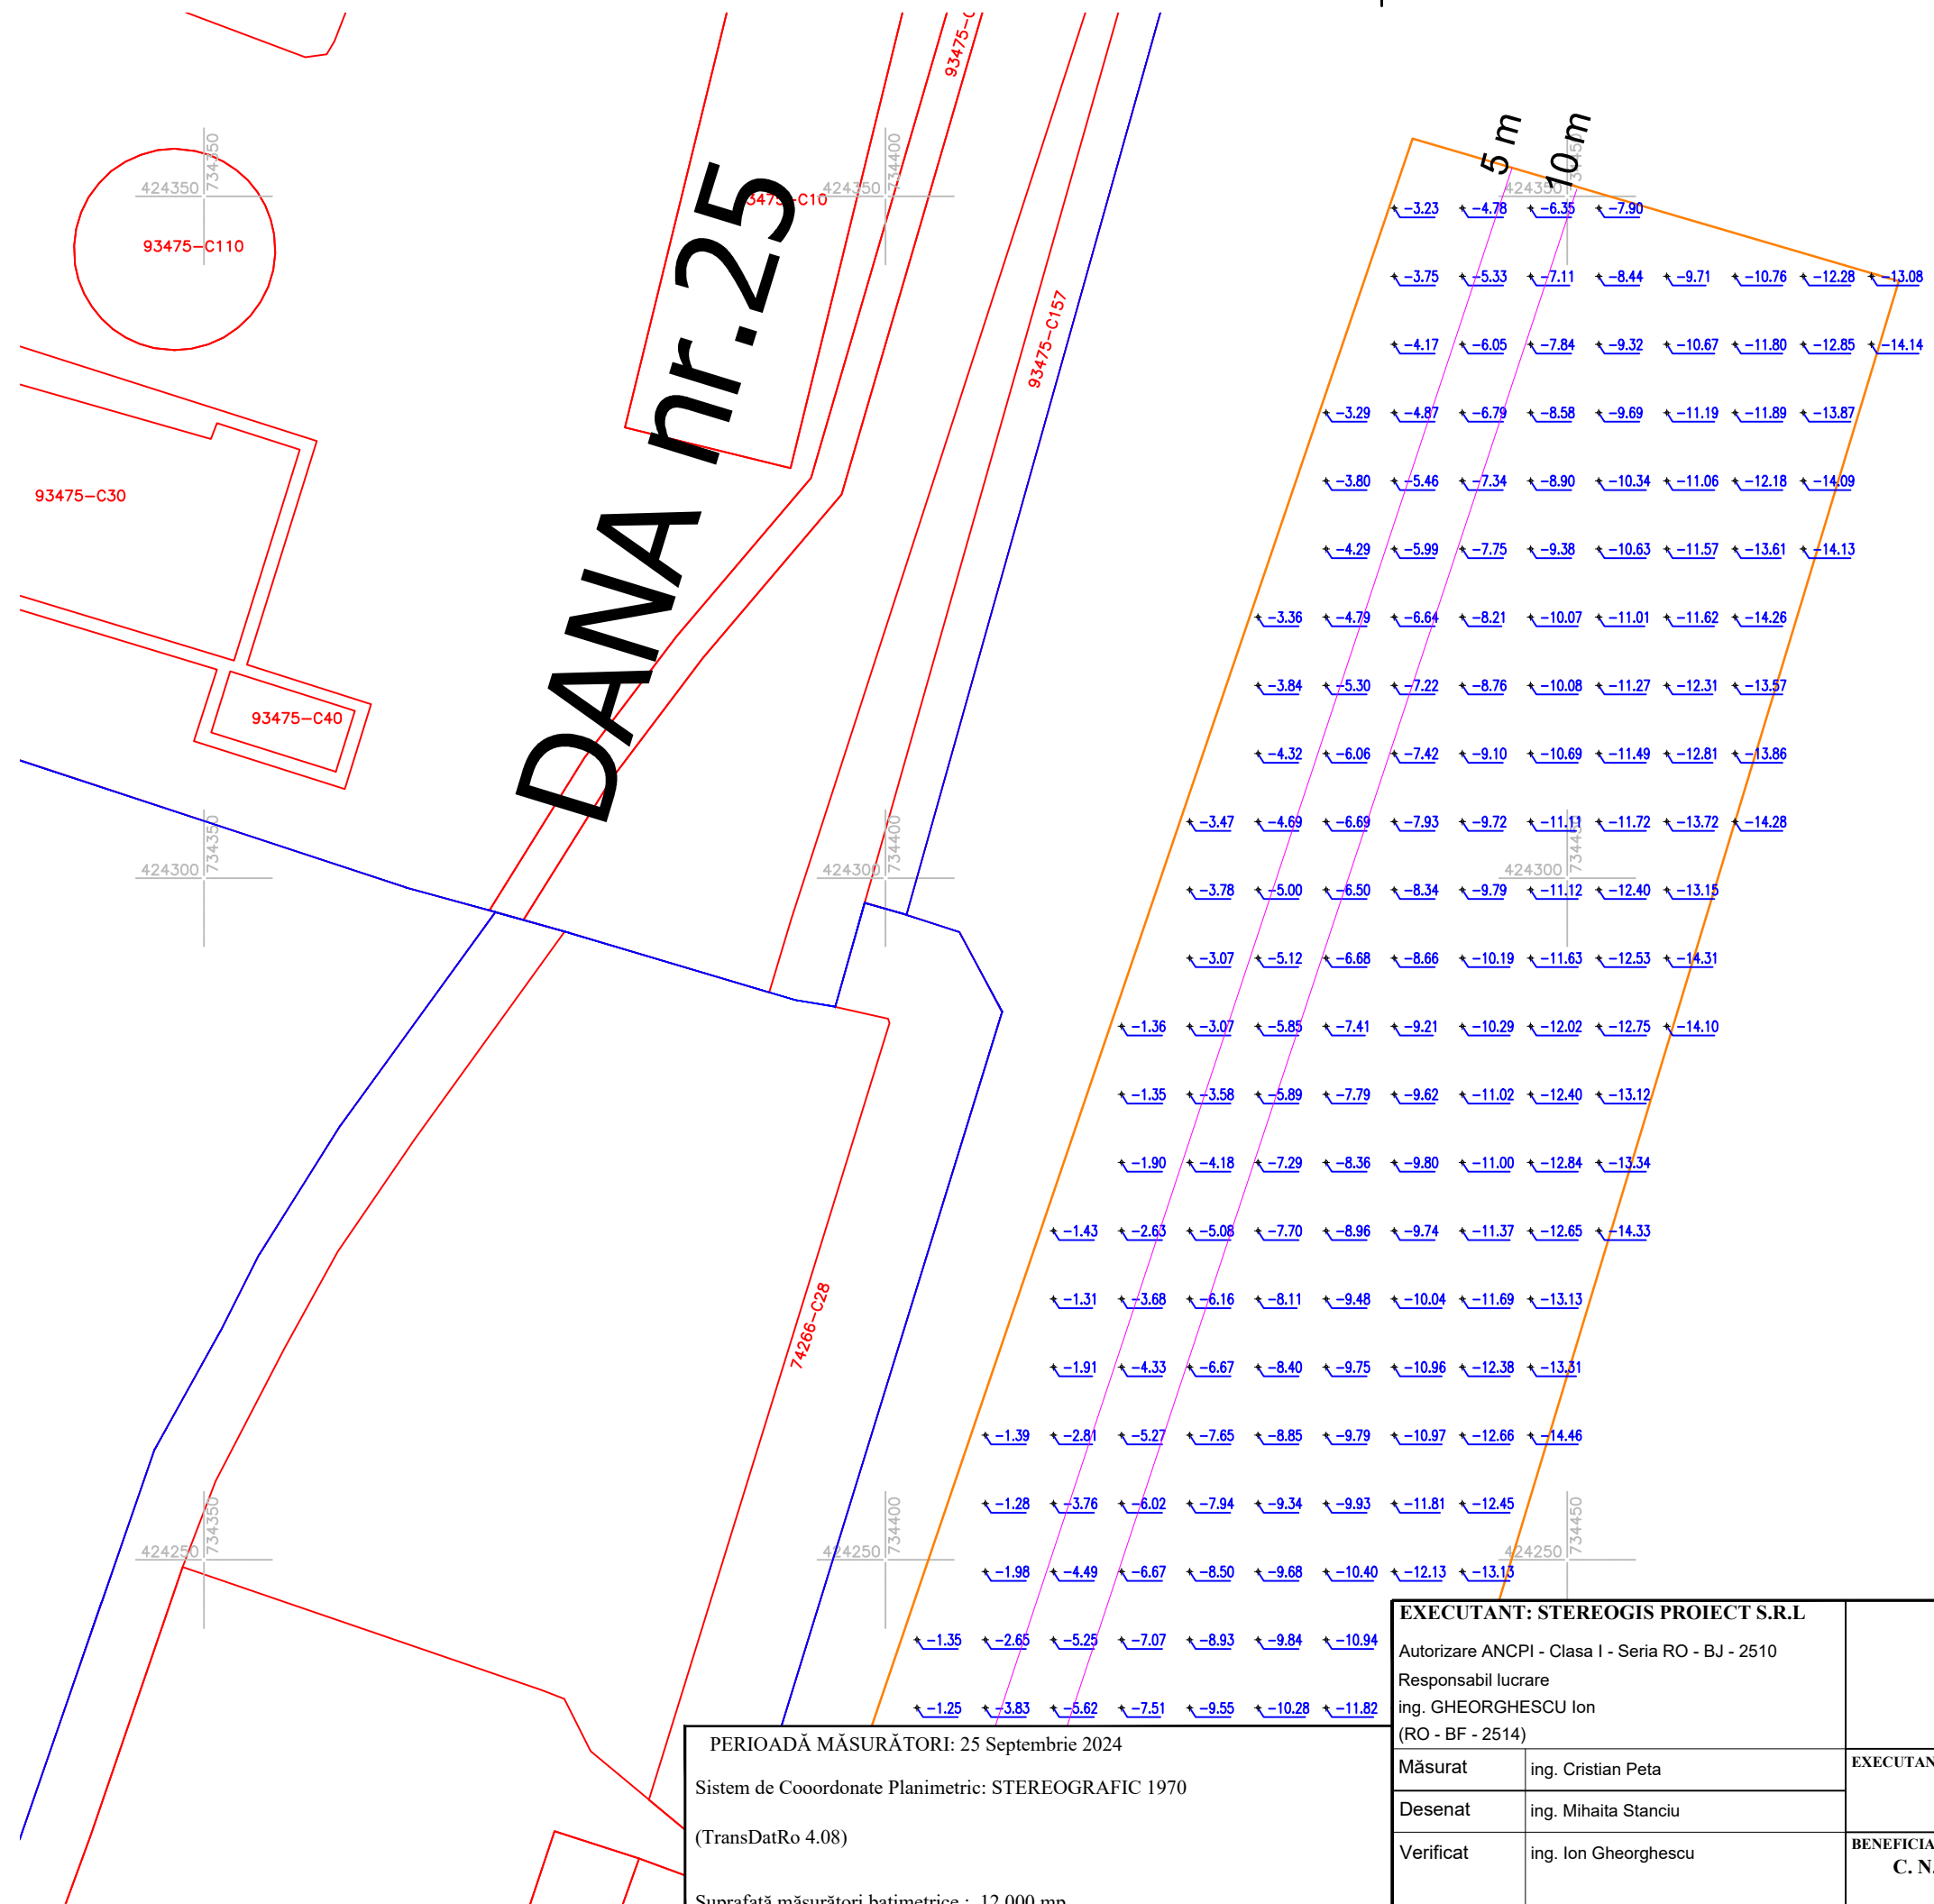 93475-C
5 m
10 m
424350 734350
424350 734400
424350
93475-C110
DANA nr.25
93475-C157
-3.23 -4.78 -6.35 -7.90
-3.75 -5.33 -7.11 -8.44 -9.71 -10.76 -12.28 -13.08
-4.17 -6.05 -7.84 -9.32 -10.67 -11.80 -12.85 -14.14
-3.29 -4.87 -6.79 -8.58 -9.69 -11.19 -11.89 -13.87
93475-C30
-3.80 -5.46 -7.34 -8.90 -10.34 -11.06 -12.18 -14.09
-4.29 -5.99 -7.75 -9.38 -10.63 -11.57 -13.61 -14.13
-3.36 -4.79 -6.64 -8.21 -10.07 -11.01 -11.62 -14.26
-3.84 -5.30 -7.22 -8.76 -10.08 -11.27 -12.31 -13.57
93475-C40
-4.32 -6.06 -7.42 -9.10 -10.69 -11.49 -12.81 -13.86
-3.47 -4.69 -6.69 -7.93 -9.72 -11.11 -11.72 -13.72 -14.28
424300 734350
424300 734400
424300
-3.78 -5.00 -6.50 -8.34 -9.79 -11.12 -12.40 -13.15
-3.07 -5.12 -6.68 -8.66 -10.19 -11.63 -12.53 -14.31
-1.36 -3.07 -5.85 -7.41 -9.21 -10.29 -12.02 -12.75 -14.10
-1.35 -3.58 -5.89 -7.79 -9.62 -11.02 -12.40 -13.12
-1.90 -4.18 -7.29 -8.36 -9.80 -11.00 -12.84 -13.34
-1.43 -2.63 -5.08 -7.70 -8.96 -9.74 -11.37 -12.65 -14.33
-1.31 -3.68 -6.16 -8.11 -9.48 -10.04 -11.69 -13.13
74266-C28
-1.91 -4.33 -6.67 -8.40 -9.75 -10.96 -12.38 -13.31
-1.39 -2.81 -5.27 -7.65 -8.85 -9.79 -10.97 -12.66 -14.46
-1.28 -3.76 -6.02 -7.94 -9.34 -9.93 -11.81 -12.45
424250 734350
424250 734400
424250 734450
-1.98 -4.49 -6.67 -8.50 -9.68 -10.40 -12.13 -13.13
-1.35 -2.65 -5.25 -7.07 -8.93 -9.84 -10.94
-1.25 -3.83 -5.62 -7.51 -9.55 -10.28 -11.82
EXECUTANT: STEREOGIS PROIECT S.R.L
Autorizare ANCPI - Clasa I - Seria RO - BJ - 2510
Responsabil lucrare
ing. GHEORGHESCU Ion
(RO - BF - 2514)
Măsurat ing. Cristian Peta
Desenat ing. Mihaita Stanciu
Verificat ing. Ion Gheorghescu
EXECUTAN
BENEFICIA
C. N.
PERIOADĂ MĂSURĂTORI: 25 Septembrie 2024
Sistem de Cooordonate Planimetric: STEREOGRAFIC 1970
(TransDatRo 4.08)
Suprafață măsurători batimetrice : 12.000 mp